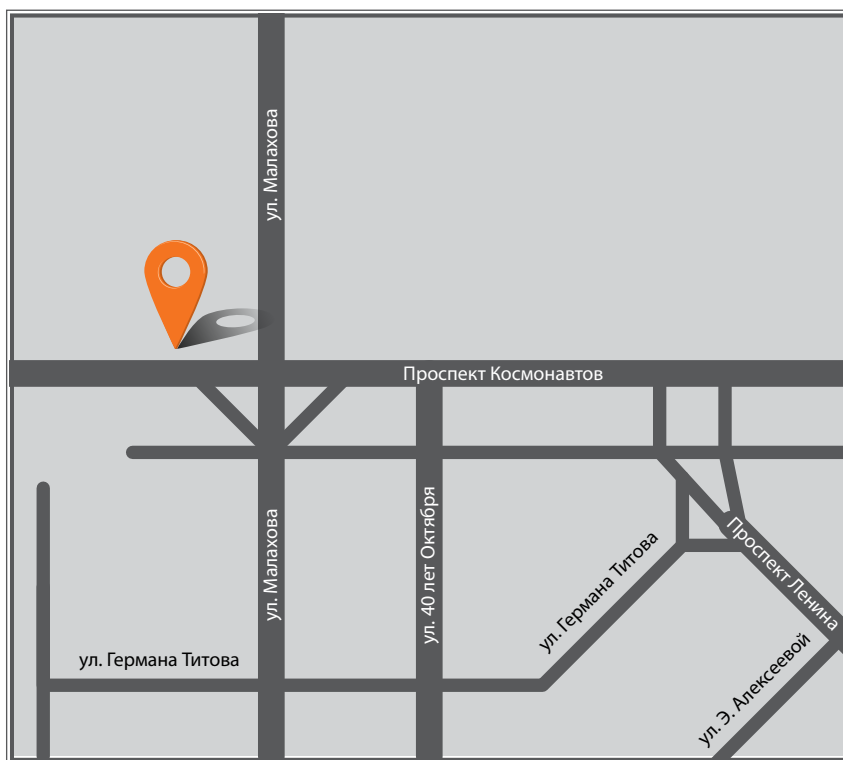 ул. Малахова
Проспект Космонавтов
ул. Малахова
ул. 40 лет Октября
ул. Германа Титова
Проспект Ленина
ул. Германа Титова
ул. Э. Алексеевой